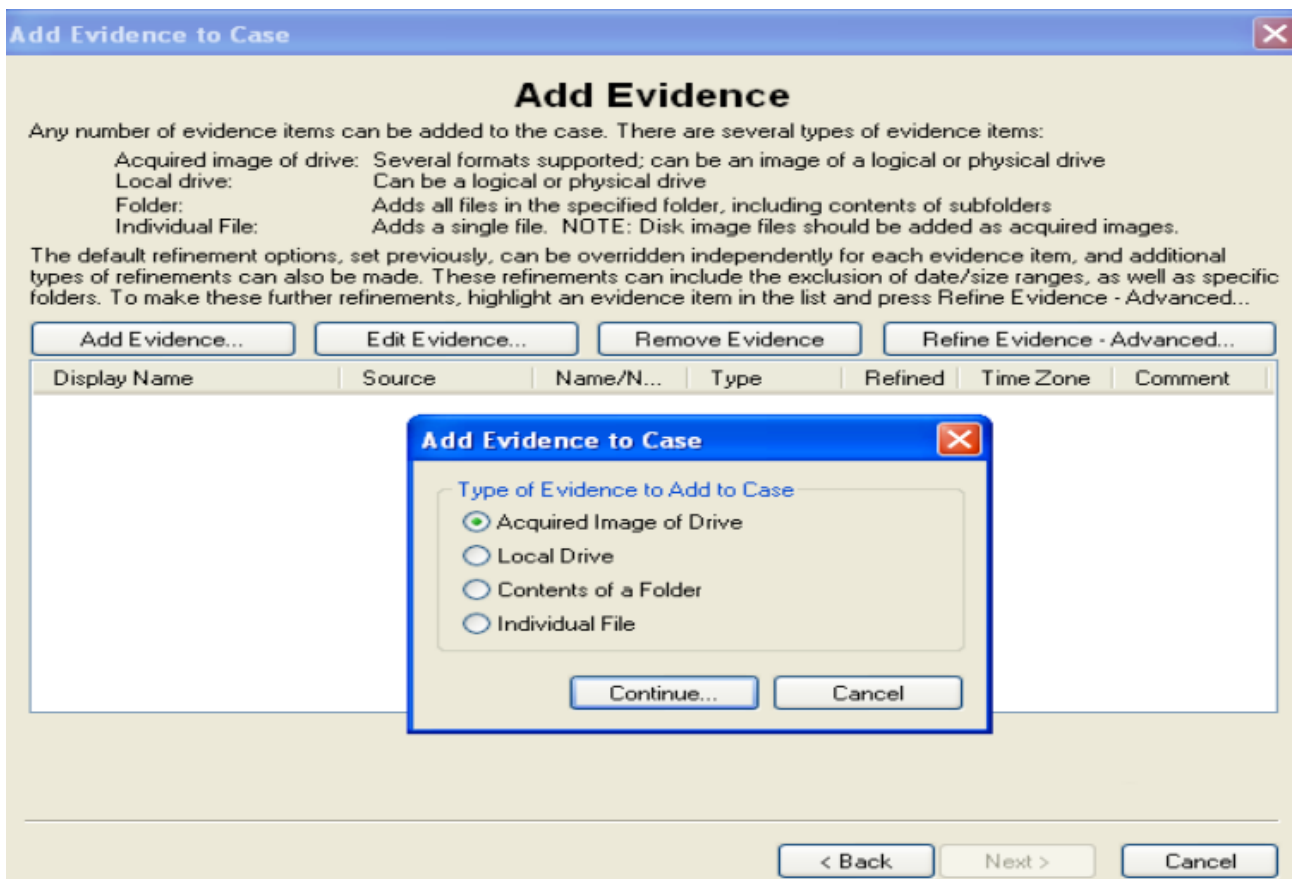 Add Evidence to Case
Add Evidence
Any number of evidence items can be added to the case. There are several types of evidence items:
Acquired image of drive: Several formats supported; can be an image of a logical or physical drive
Local drive: Can be a logical or physical drive
Folder: Adds all files in the specified folder, including contents of subfolders
Individual File: Adds a single file. NOTE: Disk image files should be added as acquired images.
The default refinement options, set previously, can be overridden independently for each evidence item, and additional
types of refinements can also be made. These refinements can include the exclusion of date/size ranges, as well as specific
folders. To make these further refinements, highlight an evidence item in the list and press Refine Evidence - Advanced...
Add Evidence... Edit Evidence... Remove Evidence Refine Evidence - Advanced...
Display Name Source Name/N... Type Refined Time Zone Comment
Add Evidence to Case
Type of Evidence to Add to Case
Acquired Image of Drive
Local Drive
Contents of a Folder
Individual File
Continue... Cancel
< Back Next > Cancel